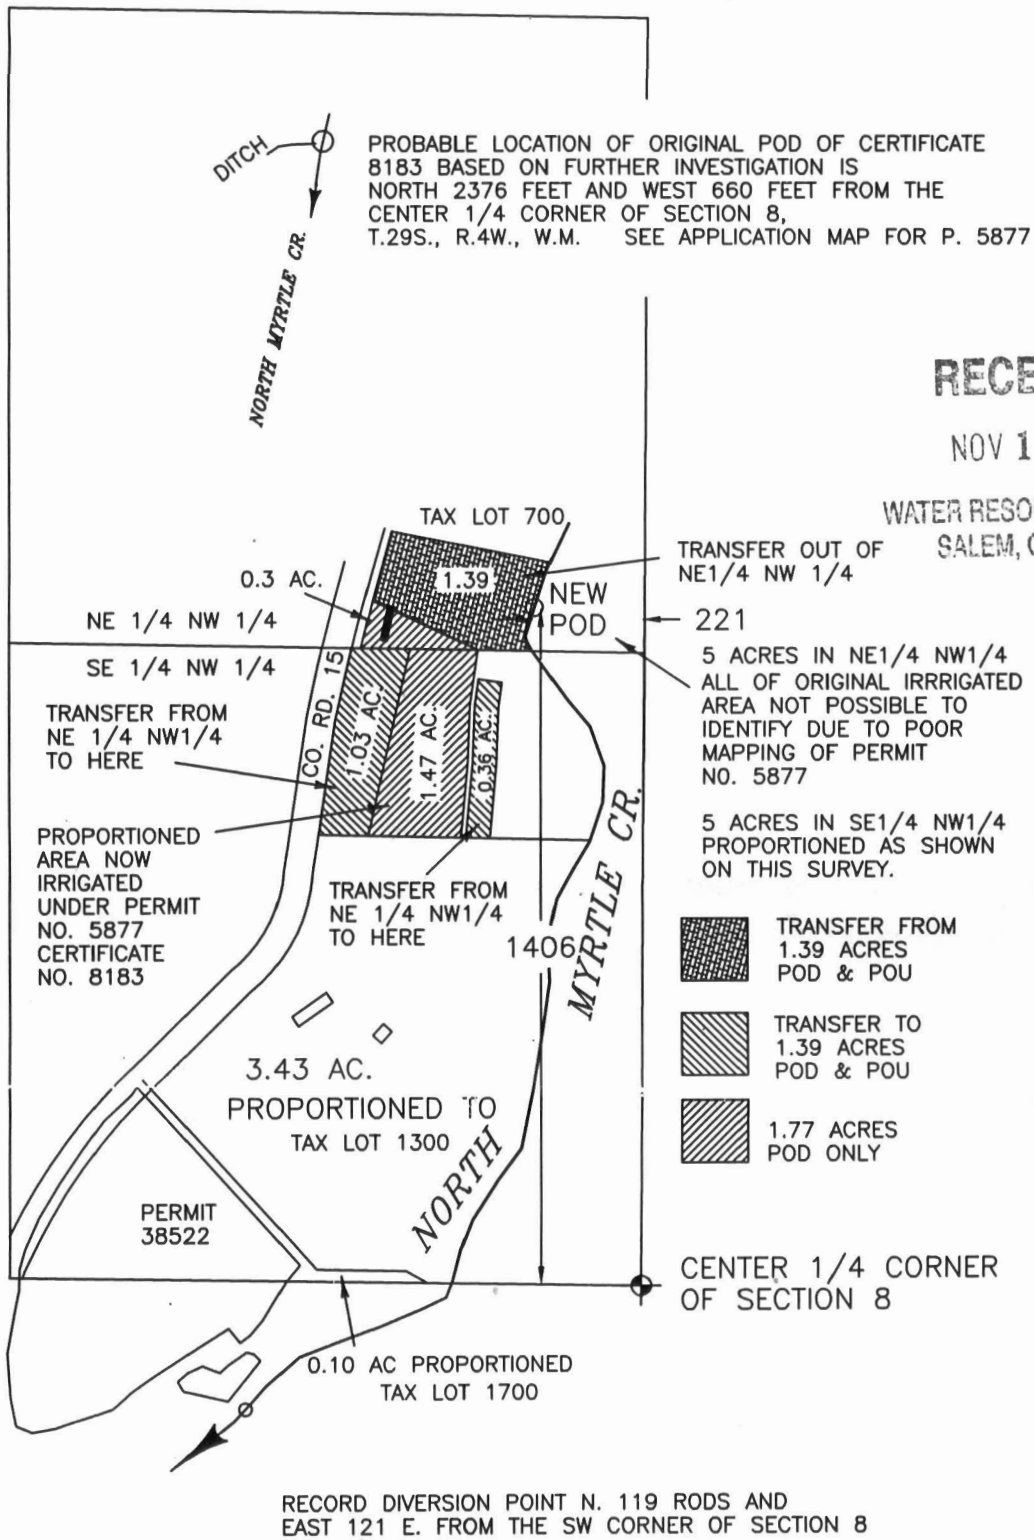 DITCH
PROBABLE LOCATION OF ORIGINAL POD OF CERTIFICATE
8183 BASED ON FURTHER INVESTIGATION IS
NORTH 2376 FEET AND WEST 660 FEET FROM THE
CENTER 1/4 CORNER OF SECTION 8,
T.29S., R.4W., W.M. SEE APPLICATION MAP FOR P. 5877
NORTH MYRTLE CR.
RECE
NOV 1
WATER RESO
SALEM, O
TAX LOT 700
TRANSFER OUT OF
NE1/4 NW 1/4
0.3 AC.
1.39
NEW
POD
NE 1/4 NW 1/4
SE 1/4 NW 1/4
221
CO. RD. 15
1.03 AC.
1.47 AC.
0.36 AC.
5 ACRES IN NE1/4 NW1/4
ALL OF ORIGINAL IRRRIGATED
AREA NOT POSSIBLE TO
IDENTIFY DUE TO POOR
MAPPING OF PERMIT
NO. 5877
TRANSFER FROM
NE 1/4 NW1/4
TO HERE
5 ACRES IN SE1/4 NW1/4
PROPORTIONED AS SHOWN
ON THIS SURVEY.
PROPORTIONED
AREA NOW
IRRIGATED
UNDER PERMIT
NO. 5877
CERTIFICATE
NO. 8183
TRANSFER FROM
NE 1/4 NW1/4
TO HERE
1406
NORTH MYRTLE CR.
TRANSFER FROM
1.39 ACRES
POD & POU
TRANSFER TO
1.39 ACRES
POD & POU
1.77 ACRES
POD ONLY
3.43 AC.
PROPORTIONED TO
TAX LOT 1300
PERMIT
38522
CENTER 1/4 CORNER
OF SECTION 8
0.10 AC PROPORTIONED
TAX LOT 1700
RECORD DIVERSION POINT N. 119 RODS AND
EAST 121 E. FROM THE SW CORNER OF SECTION 8